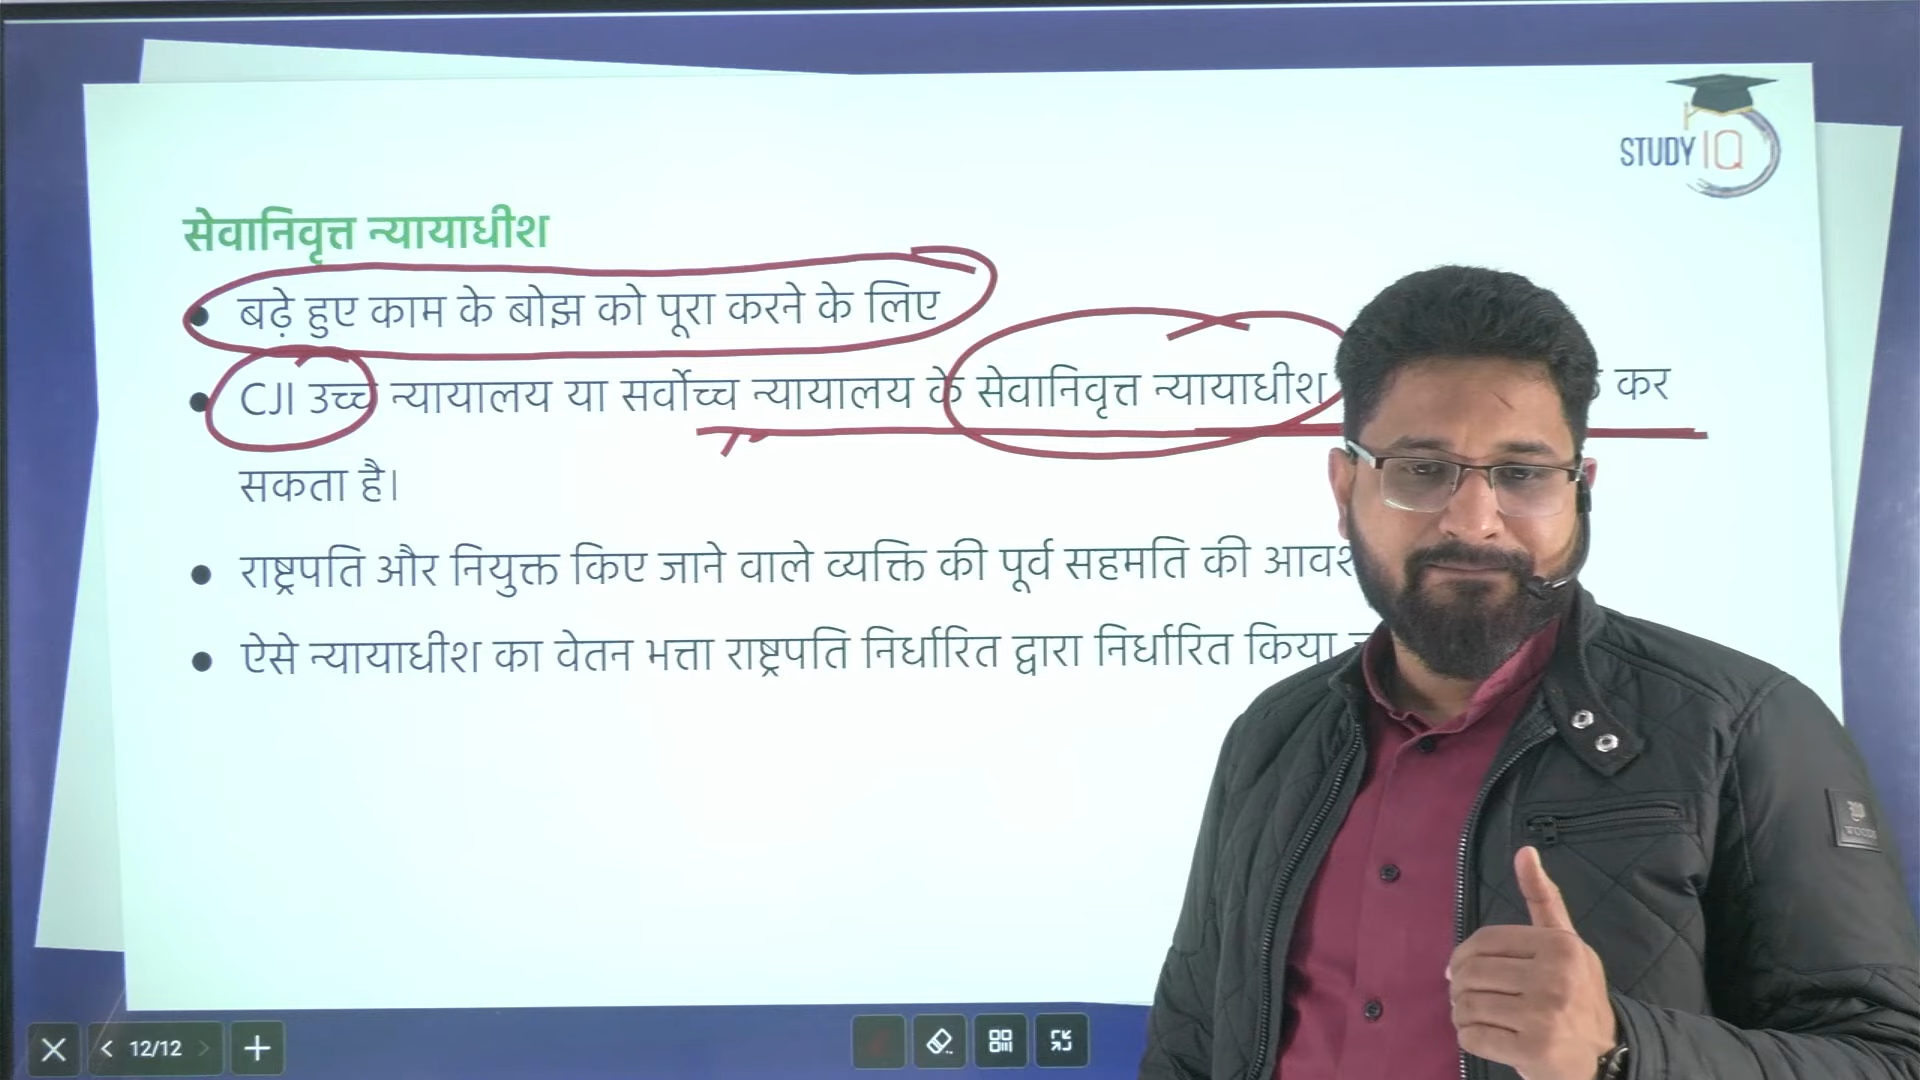 STUDY IQ
सेवानिवृत्त न्यायाधीश
● बढ़े हुए काम के बोझ को पूरा करने के लिए
● CJI उच्च न्यायालय या सर्वोच्च न्यायालय के सेवानिवृत्त न्यायाधीश कर
सकता है।
● राष्ट्रपति और नियुक्त किए जाने वाले व्यक्ति की पूर्व सहमति की
● ऐसे न्यायाधीश का वेतन भत्ता राष्ट्रपति निर्धारित द्वारा निर्धारित किया
12/12